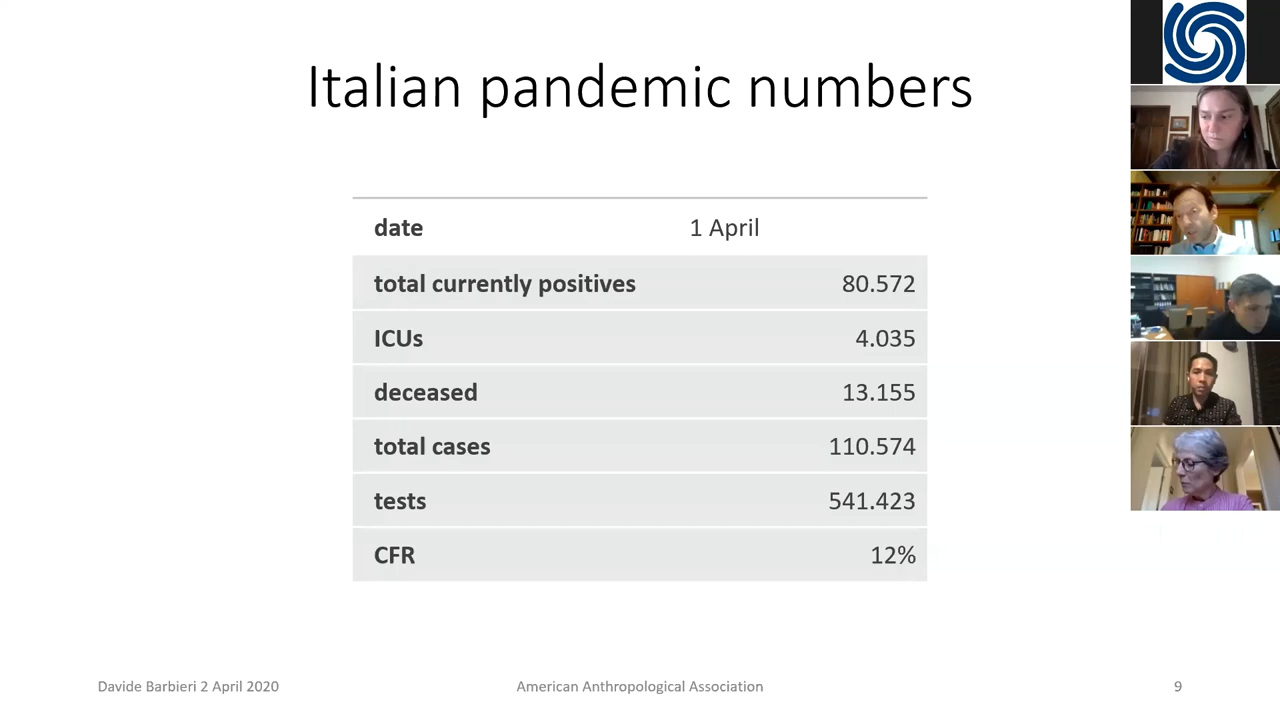 Italian pandemic numbers
date 1 April
total currently positives 80.572
ICUs 4.035
deceased 13.155
total cases 110.574
tests 541.423
CFR 12%
Davide Barbieri 2 April 2020 American Anthropological Association 9